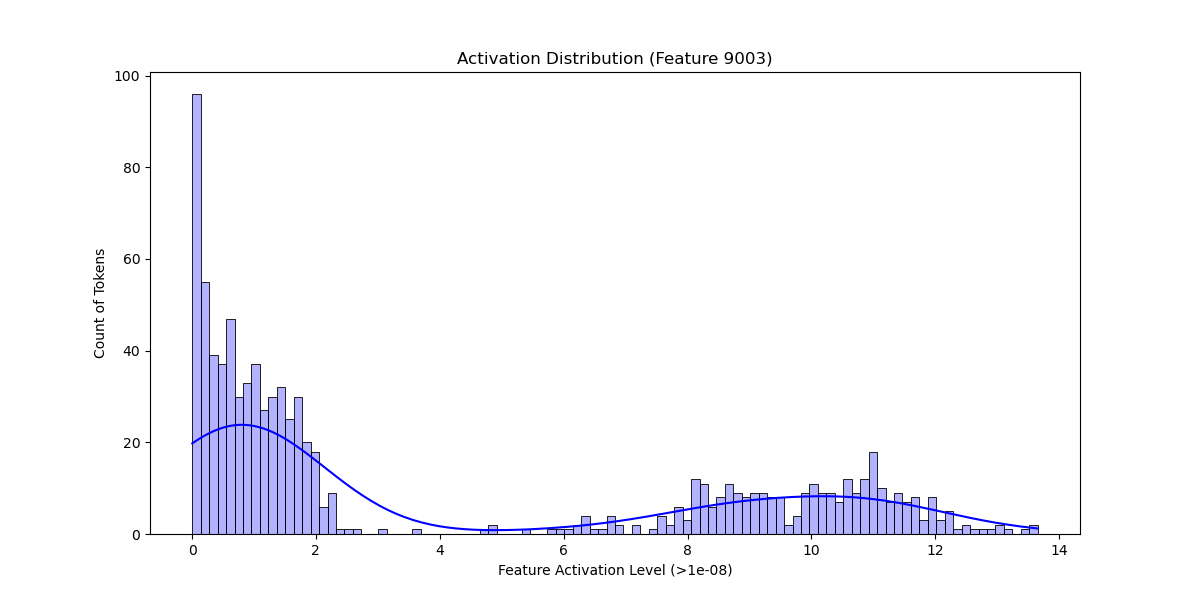 Activation Distribution (Feature 9003)
100
80
60
40
20
0
Count of Tokens
0 2 4 6 8 10 12 14
Feature Activation Level (>1e-08)